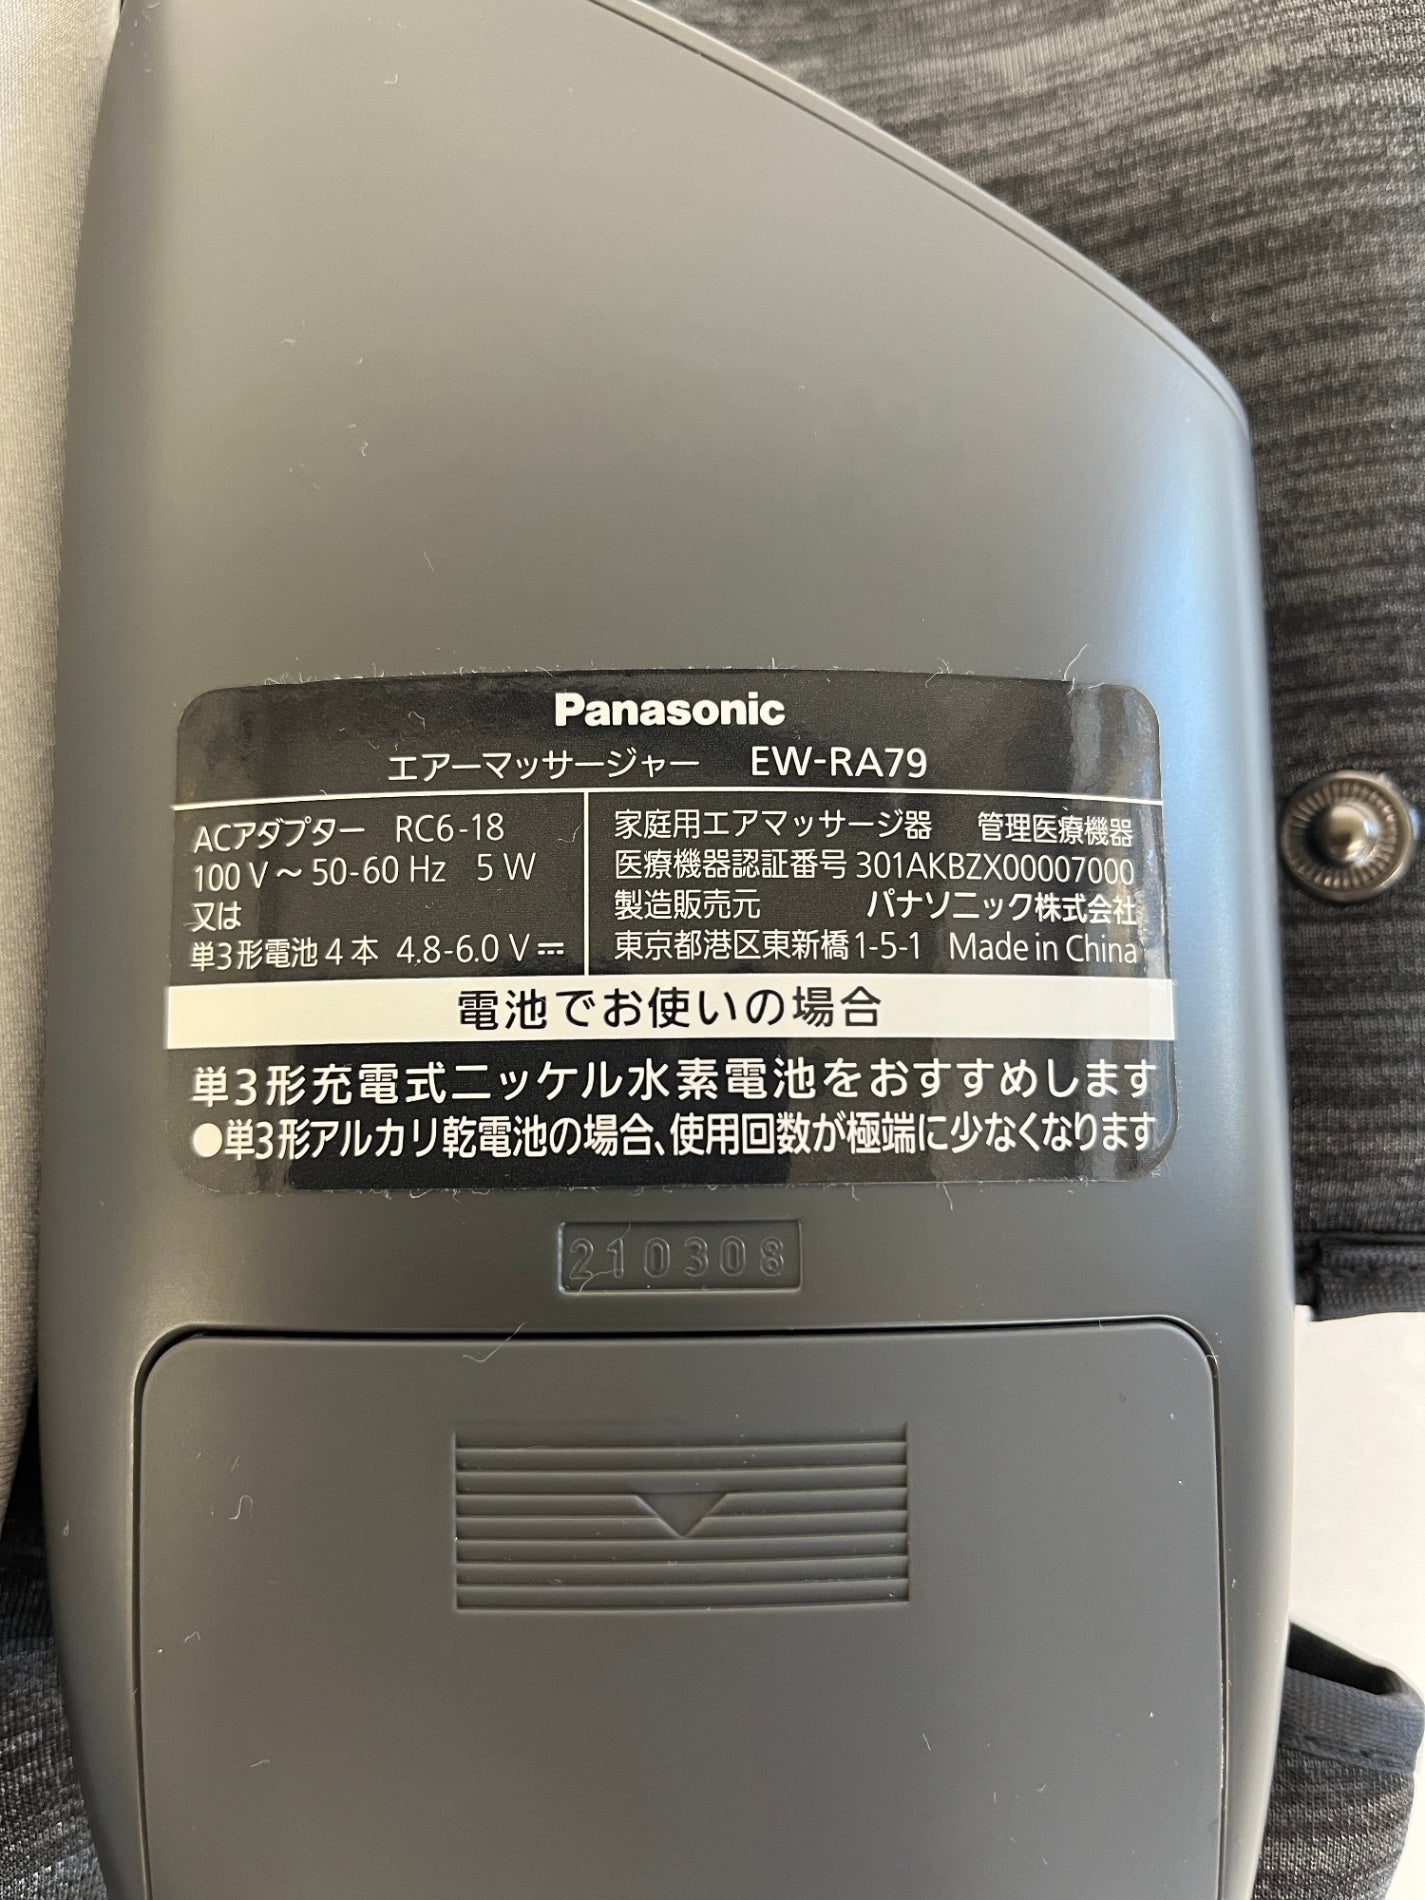 Panasonic
エアーマッサージャー EW-RA79
ACアダプター RC6-18
100 V ～ 50-60 Hz 5 W
又は
単3形電池 4 本 4.8-6.0 V ⎓
家庭用エアマッサージ器 管理医療機器
医療機器認証番号 301AKBZX00007000
製造販売元 パナソニック株式会社
東京都港区東新橋 1-5-1 Made in China
電池でお使いの場合
単3形充電式ニッケル水素電池をおすすめします
●単3形アルカリ乾電池の場合、使用回数が極端に少なくなります
210308